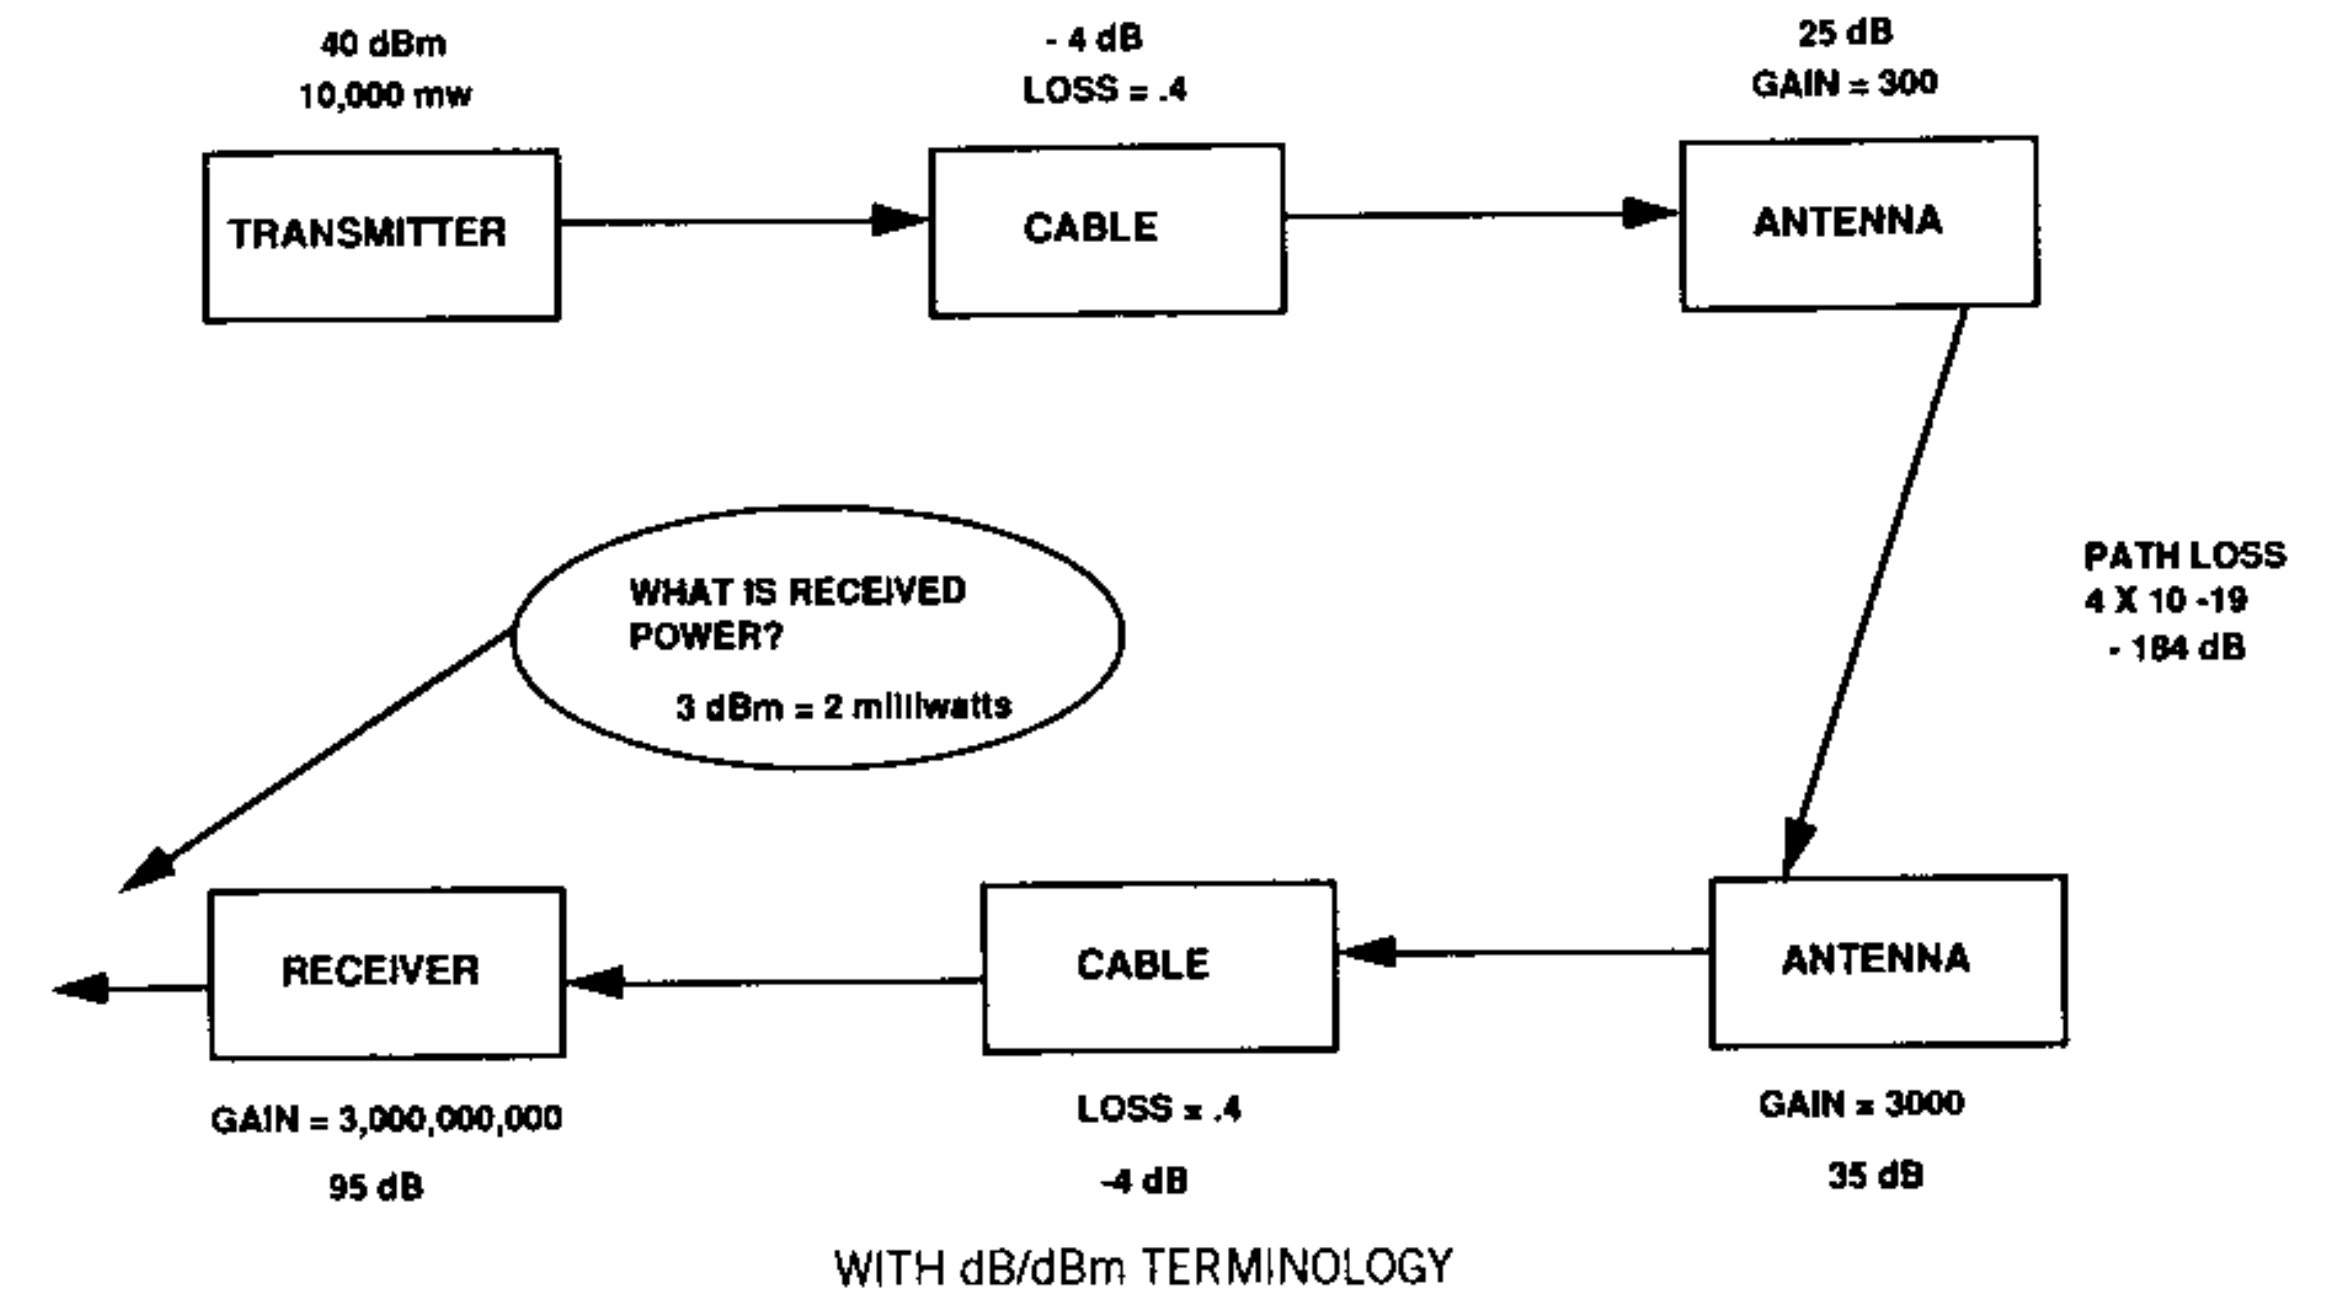 40 dBm
10,000 mw
TRANSMITTER
- 4 dB
LOSS = .4
CABLE
25 dB
GAIN = 300
ANTENNA
PATH LOSS
4 X 10 -19
- 184 dB
WHAT IS RECEIVED
POWER?
3 dBm = 2 milliwatts
RECEIVER
GAIN = 3,000,000,000
95 dB
CABLE
LOSS = .4
-4 dB
ANTENNA
GAIN = 3000
35 dB
WITH dB/dBm TERMINOLOGY